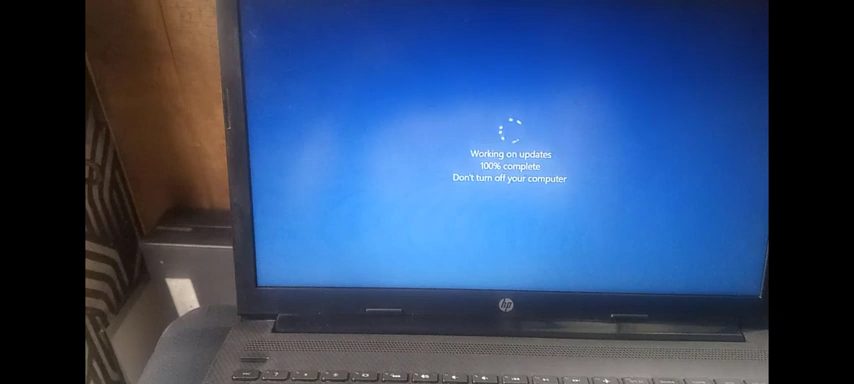 Working on updates
100% complete
Don't turn off your computer
hp